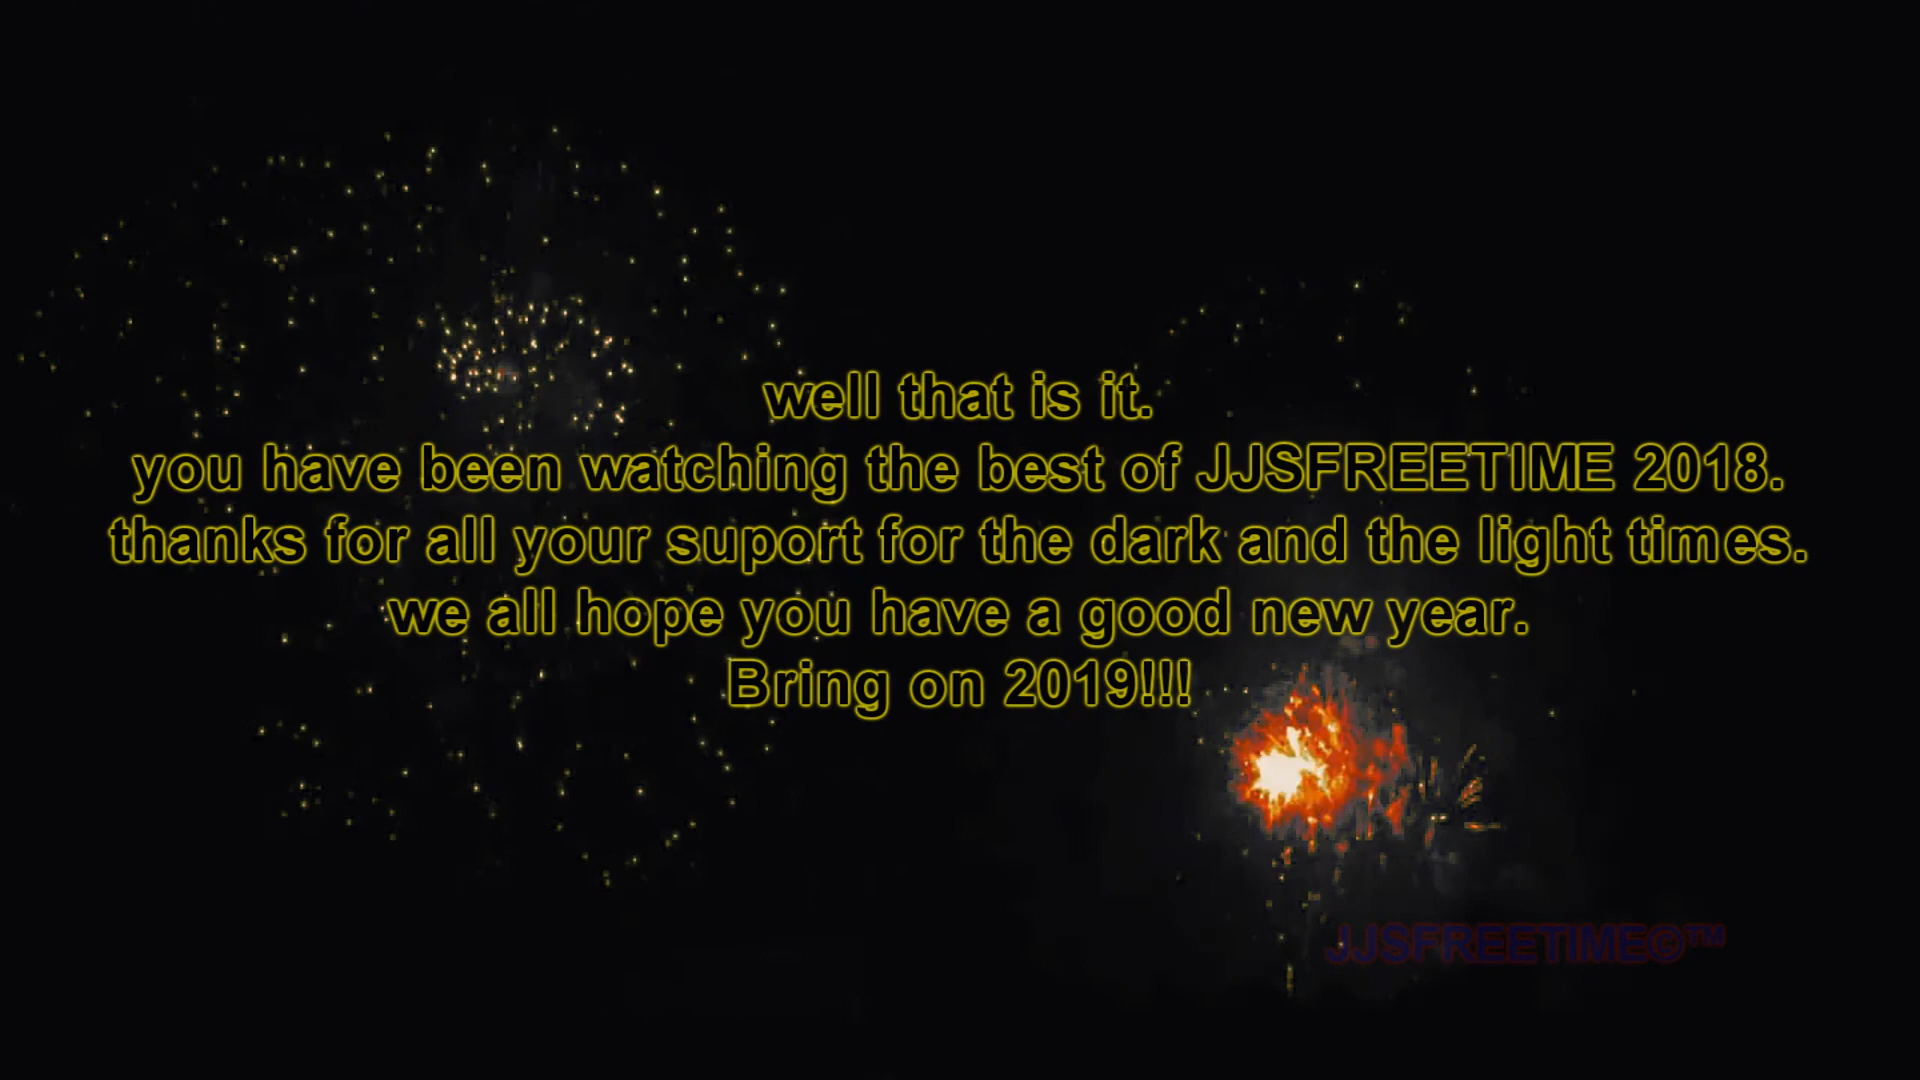 well that is it.
you have been watching the best of JJSFREETIME 2018.
thanks for all your suport for the dark and the light times.
we all hope you have a good new year.
Bring on 2019!!!
JJSFREETIME©™